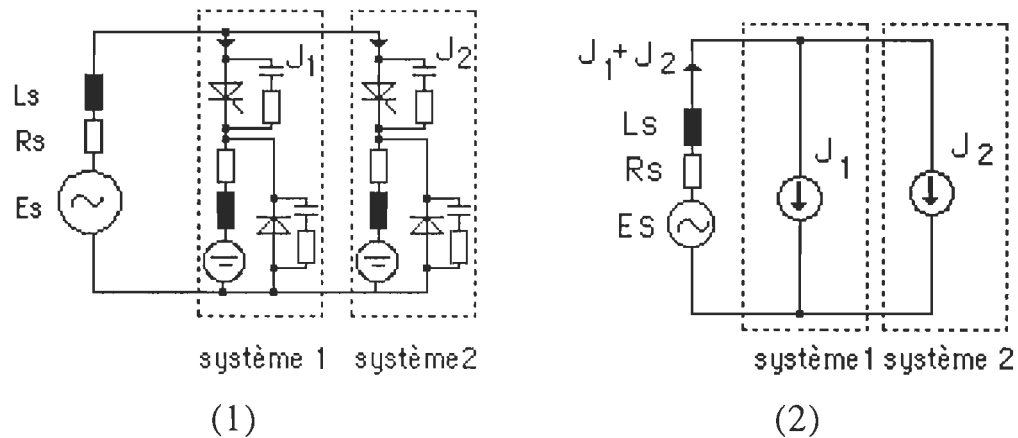 J1
J2
Ls
Rs
Es
système 1
système2
(1)
J1+J2
Ls
Rs
ES
J1
J2
système1
système 2
(2)